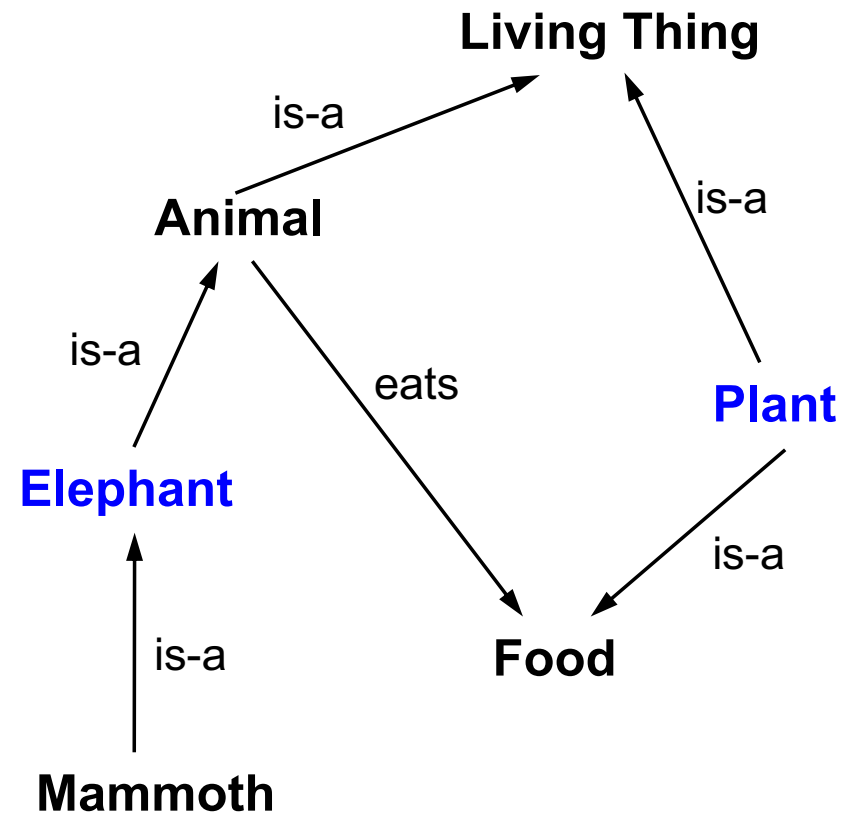 Living Thing
is-a
is-a
Animal
is-a
eats
Plant
Elephant
is-a
is-a
Food
Mammoth